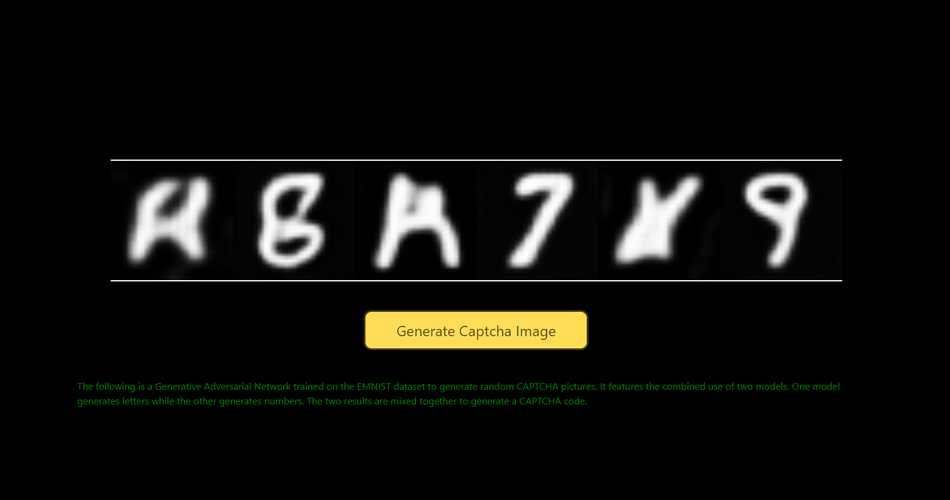 8 7 9
Generate Captcha Image
The following is a Generative Adversarial Network trained on the EMNIST dataset to generate random CAPTCHA pictures. It features the combined use of two models. One model
generates letters while the other generates numbers. The two results are mixed together to generate a CAPTCHA code.